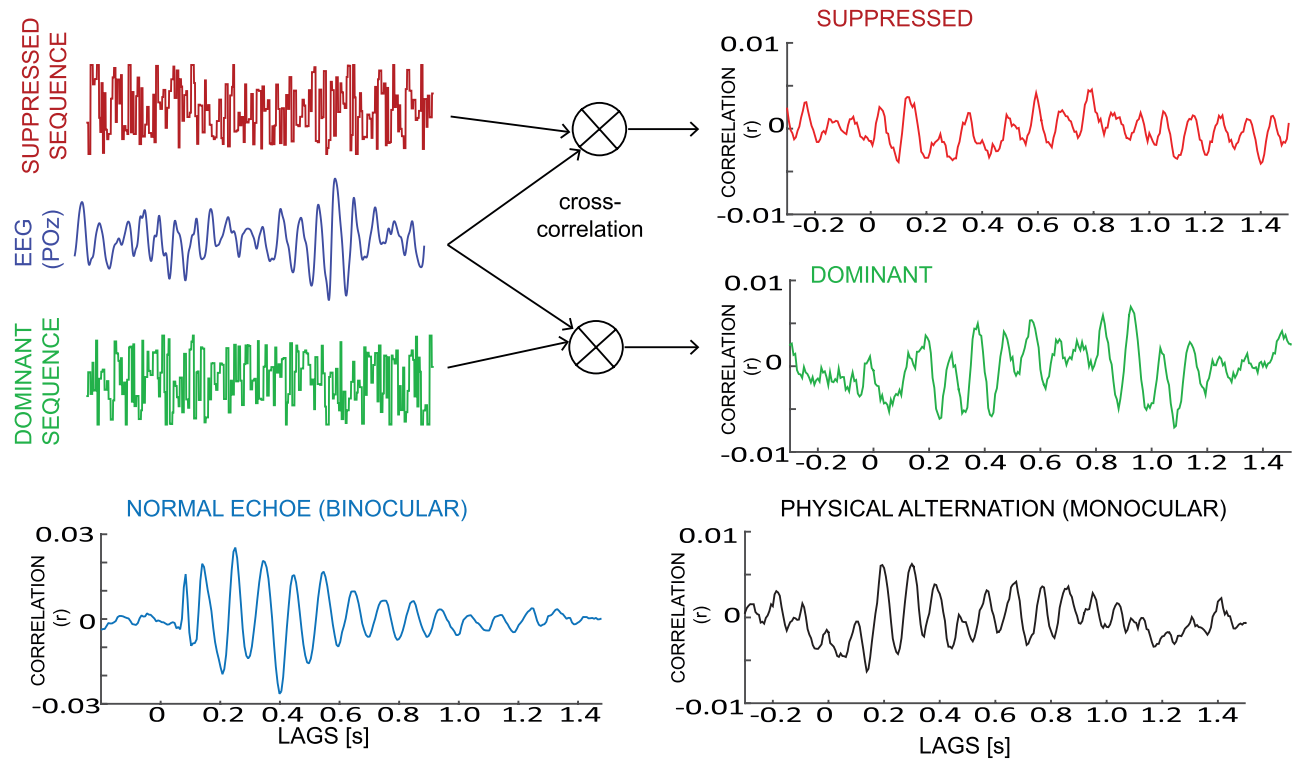 SUPPRESSED
SEQUENCE
EEG
(POz)
DOMINANT
SEQUENCE
cross-
correlation
SUPPRESSED
CORRELATION
(r)
0.01
0
-0.01
-0.2 0 0.2 0.4 0.6 0.8 1.0 1.2 1.4
DOMINANT
CORRELATION
(r)
0.01
0
-0.01
-0.2 0 0.2 0.4 0.6 0.8 1.0 1.2 1.4
NORMAL ECHOE (BINOCULAR)
CORRELATION
(r)
0.03
0
-0.03
0 0.2 0.4 0.6 0.8 1.0 1.2 1.4
LAGS [s]
PHYSICAL ALTERNATION (MONOCULAR)
CORRELATION
(r)
0.01
0
-0.01
-0.2 0 0.2 0.4 0.6 0.8 1.0 1.2 1.4
LAGS [s]